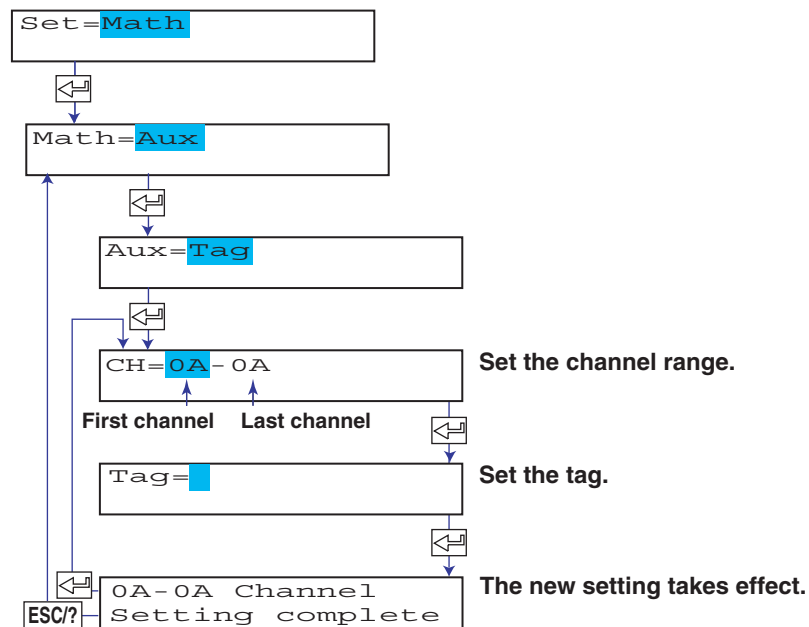 Set=Math
Math=Aux
Aux=Tag
CH=0A-0A
Set the channel range.
First channel
Last channel
Tag=
Set the tag.
0A-0A Channel
Setting complete
The new setting takes effect.
ESC/?